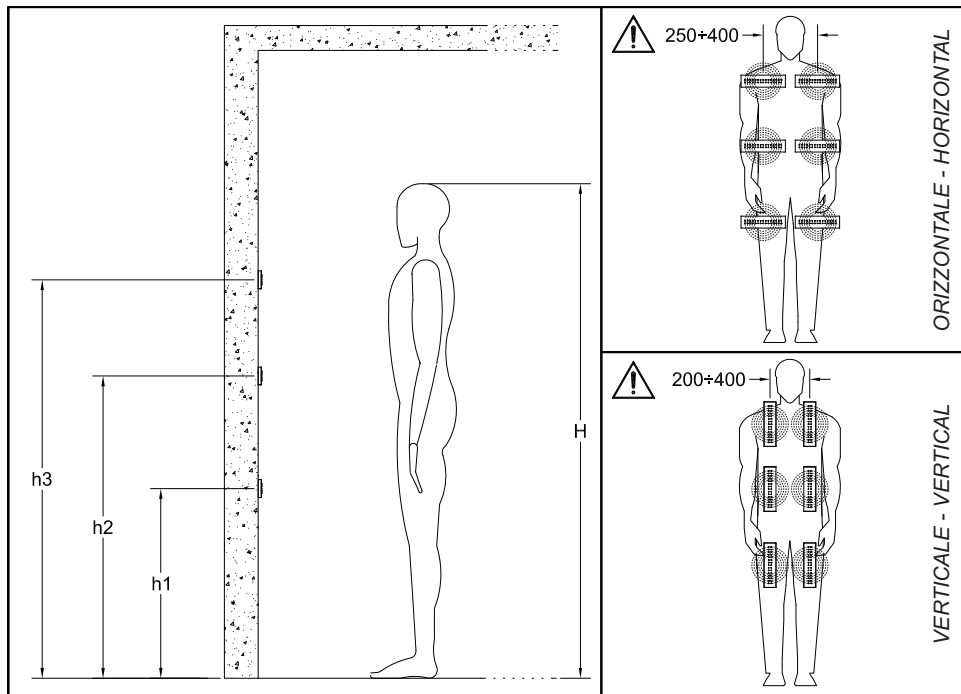 h3
h2
h1
H
250÷400
ORIZZONTALE - HORIZONTAL
200÷400
VERTICALE - VERTICAL